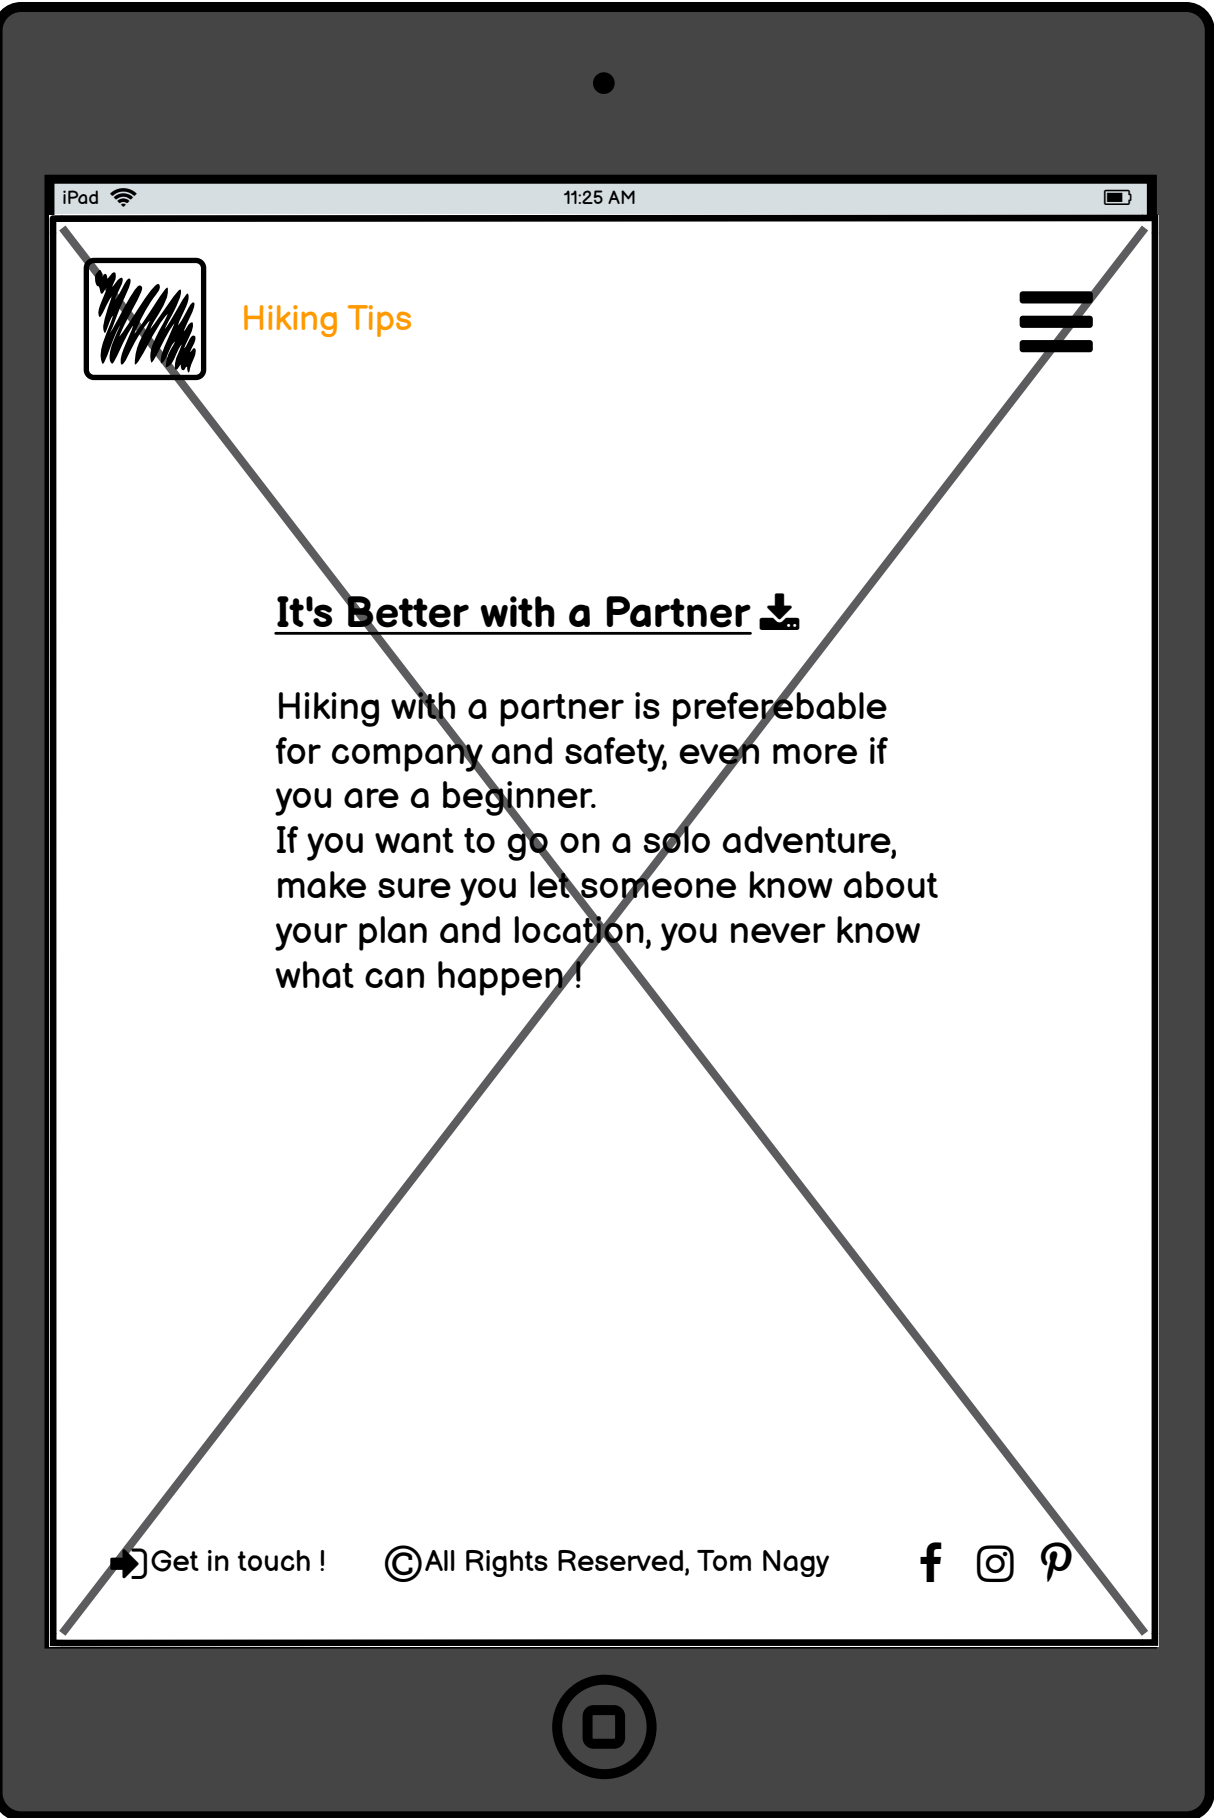 iPad
11:25 AM
Hiking Tips
It's Better with a Partner
Hiking with a partner is preferebable
for company and safety, even more if
you are a beginner.
If you want to go on a solo adventure,
make sure you let someone know about
your plan and location, you never know
what can happen !
Get in touch !
©All Rights Reserved, Tom Nagy